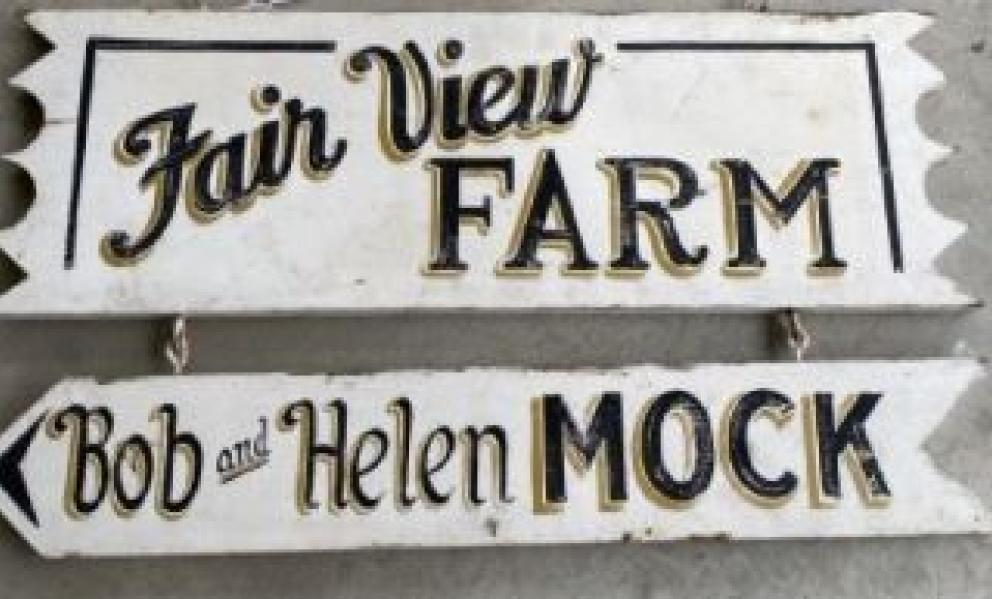 Fair View
FARM
Bob and Helen MOCK